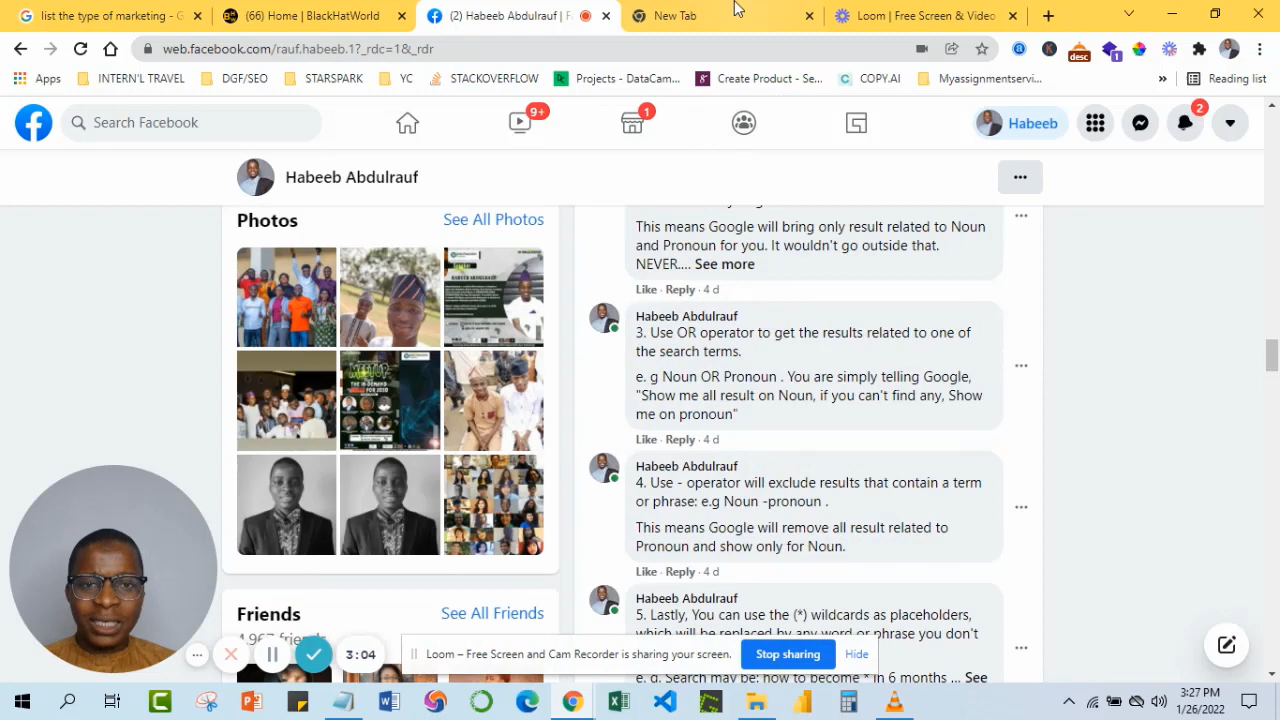 list the type of marketing - G
(66) Home | BlackHatWorld
(2) Habeeb Abdulrauf | F
New Tab
Loom | Free Screen & Video
web.facebook.com/rauf.habeeb.1?_rdc=1&_rdr
desc
1
Apps
INTERN'L TRAVEL
DGF/SEO
STARSPARK
YC
STACKOVERFLOW
Projects - DataCam...
Create Product - Se...
COPY.AI
Myassignmentservi...
»
Reading list
Search Facebook
9+
1
Habeeb
2
Habeeb Abdulrauf
Photos
See All Photos
This means Google will bring only result related to Noun
and Pronoun for you. It wouldn't go outside that.
NEVER.... See more
Like · Reply · 4 d
Habeeb Abdulrauf
3. Use OR operator to get the results related to one of
the search terms.
e.g Noun OR Pronoun . You're simply telling Google,
"Show me all result on Noun, if you can't find any, Show
me on pronoun"
Like · Reply · 4 d
Habeeb Abdulrauf
4. Use - operator will exclude results that contain a term
or phrase: e.g Noun -pronoun .
This means Google will remove all result related to
Pronoun and show only for Noun.
Like · Reply · 4 d
Habeeb Abdulrauf
5. Lastly, You can use the (*) wildcards as placeholders,
which will be replaced by any word or phrase you don't
e. g. Search may be: how to become * in 6 months ... See
Friends
See All Friends
4,967 friends
3:04
Loom – Free Screen and Cam Recorder is sharing your screen.
Stop sharing
Hide
3:27 PM
1/26/2022